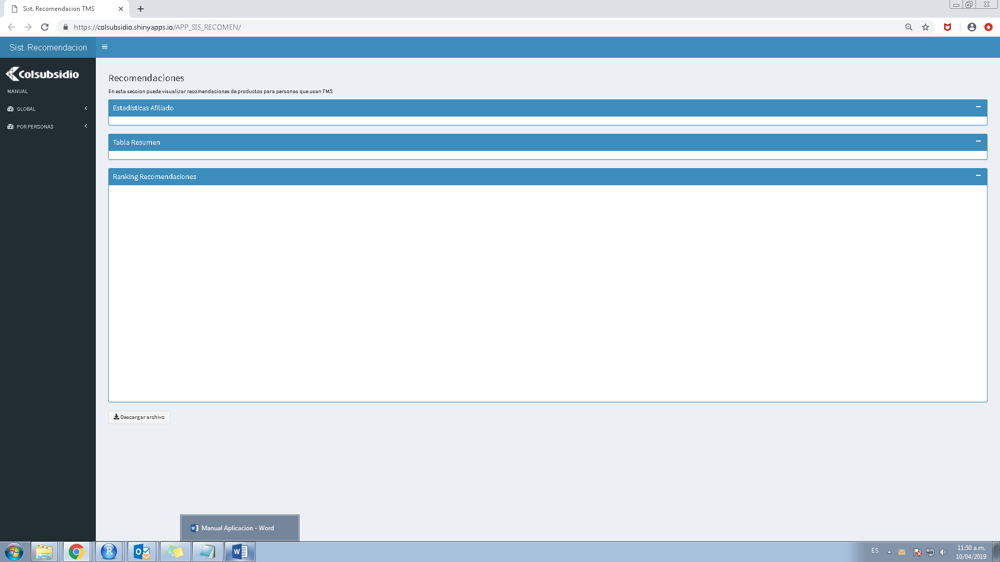 Sist. Recomendacion TMS
https://colsubsidio.shinyapps.io/APP_SIS_RECOMEN/
Sist. Recomendacion
Colsubsidio
MANUAL
GLOBAL
POR PERSONAS
Recomendaciones
En esta seccion puede visualizar recomendaciones de productos para personas que usan TMS
Estadisticas Afiliado
Tabla Resumen
Ranking Recomendaciones
Descargar archivo
Manual Aplicacion - Word
ES
11:50 a.m.
10/04/2019